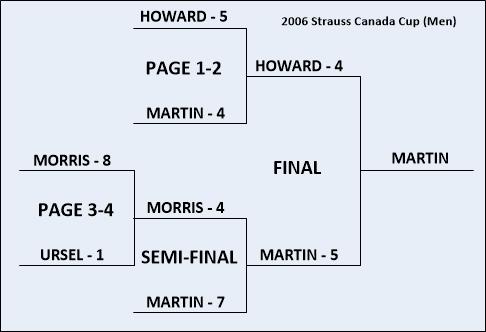 HOWARD - 5
2006 Strauss Canada Cup (Men)
PAGE 1-2
HOWARD - 4
MARTIN - 4
MORRIS - 8
FINAL
MARTIN
PAGE 3-4
MORRIS - 4
URSEL - 1
SEMI-FINAL
MARTIN - 5
MARTIN - 7